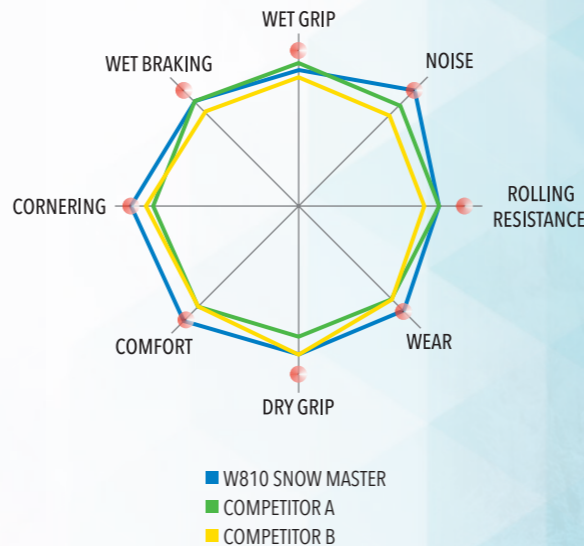 WET GRIP
NOISE
WET BRAKING
CORNERING
ROLLING
RESISTANCE
COMFORT
WEAR
DRY GRIP
W810 SNOW MASTER
COMPETITOR A
COMPETITOR B